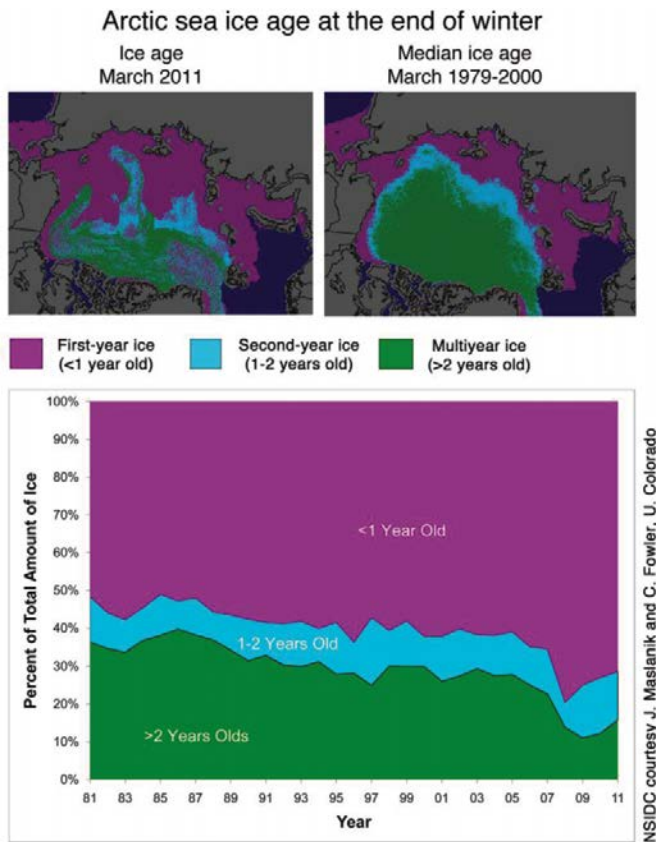 Arctic sea ice age at the end of winter
Ice age
March 2011
Median ice age
March 1979-2000
First-year ice
(<1 year old)
Second-year ice
(1-2 years old)
Multiyear ice
(>2 years old)
100%
90%
80%
70%
60%
50%
40%
30%
20%
10%
0%
Percent of Total Amount of Ice
<1 Year Old
1-2 Years Old
>2 Years Olds
81 83 85 87 89 91 93 95 97 99 01 03 05 07 09 11
Year
NSIDC courtesy J. Maslanik and C. Fowler, U. Colorado